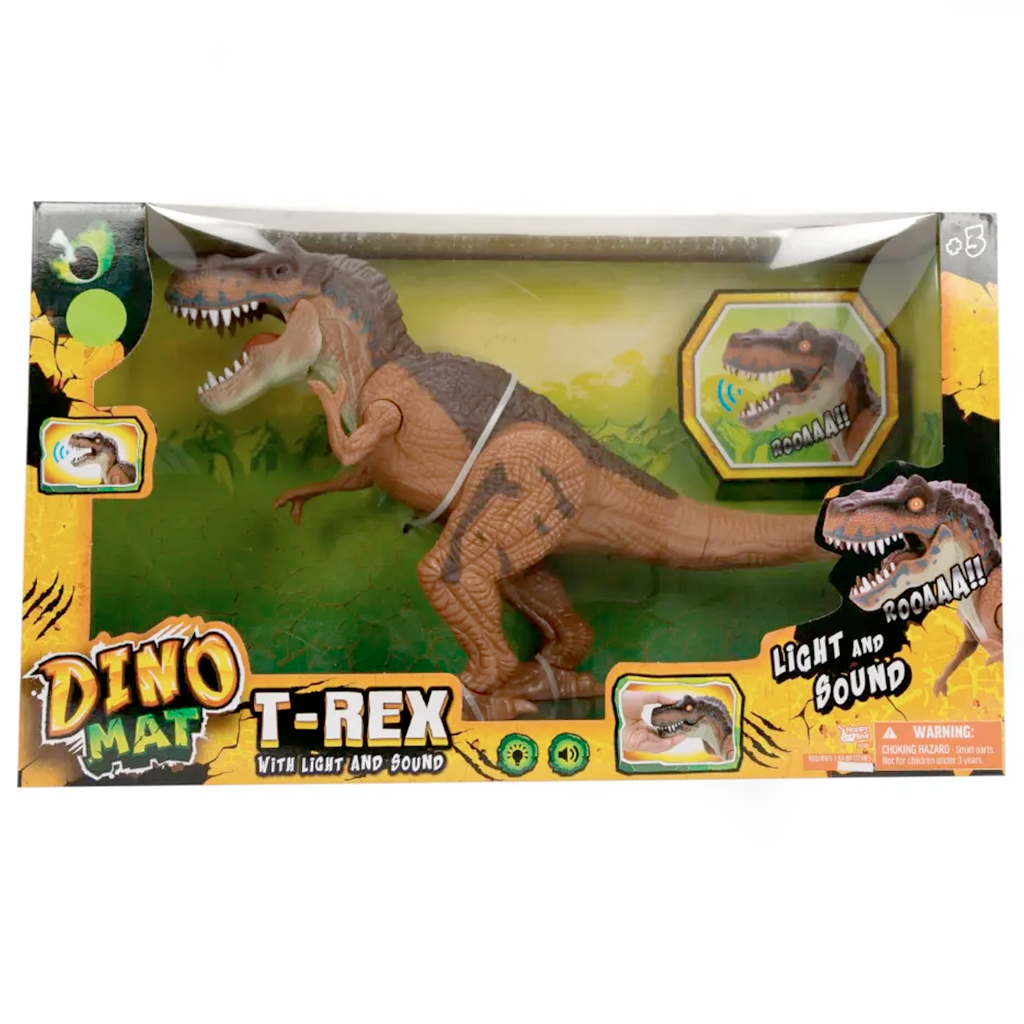 +3
ROOAAA!!
ROOAAA!!
LIGHT AND
SOUND
DINO
MAT
T-REX
WITH LIGHT AND SOUND
WARNING:
CHOKING HAZARD - Small parts.
Not for children under 3 years.